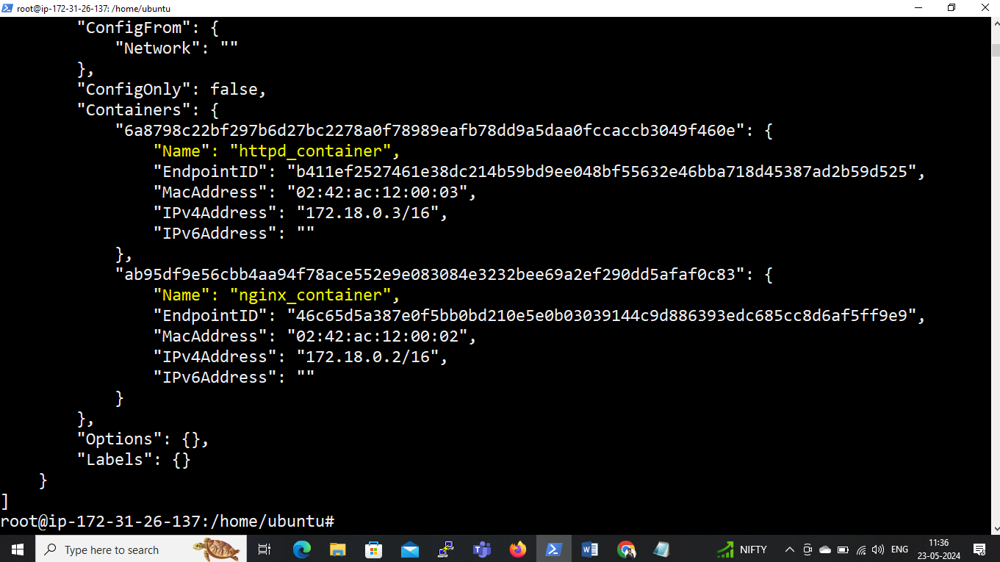 root@ip-172-31-26-137: /home/ubuntu
"ConfigFrom": {
"Network": ""
},
"ConfigOnly": false,
"Containers": {
"6a8798c22bf297b6d27bc2278a0f78989eafb78dd9a5daa0fccaccb3049f460e": {
"Name": "httpd_container",
"EndpointID": "b411ef2527461e38dc214b59bd9ee048bf55632e46bba718d45387ad2b59d525",
"MacAddress": "02:42:ac:12:00:03",
"IPv4Address": "172.18.0.3/16",
"IPv6Address": ""
},
"ab95df9e56cbb4aa94f78ace552e9e083084e3232bee69a2ef290dd5afaf0c83": {
"Name": "nginx_container",
"EndpointID": "46c65d5a387e0f5bb0bd210e5e0b03039144c9d886393edc685cc8d6af5ff9e9",
"MacAddress": "02:42:ac:12:00:02",
"IPv4Address": "172.18.0.2/16",
"IPv6Address": ""
}
},
"Options": {},
"Labels": {}
}
]
root@ip-172-31-26-137:/home/ubuntu#
Type here to search
NIFTY
ENG
11:36
23-05-2024